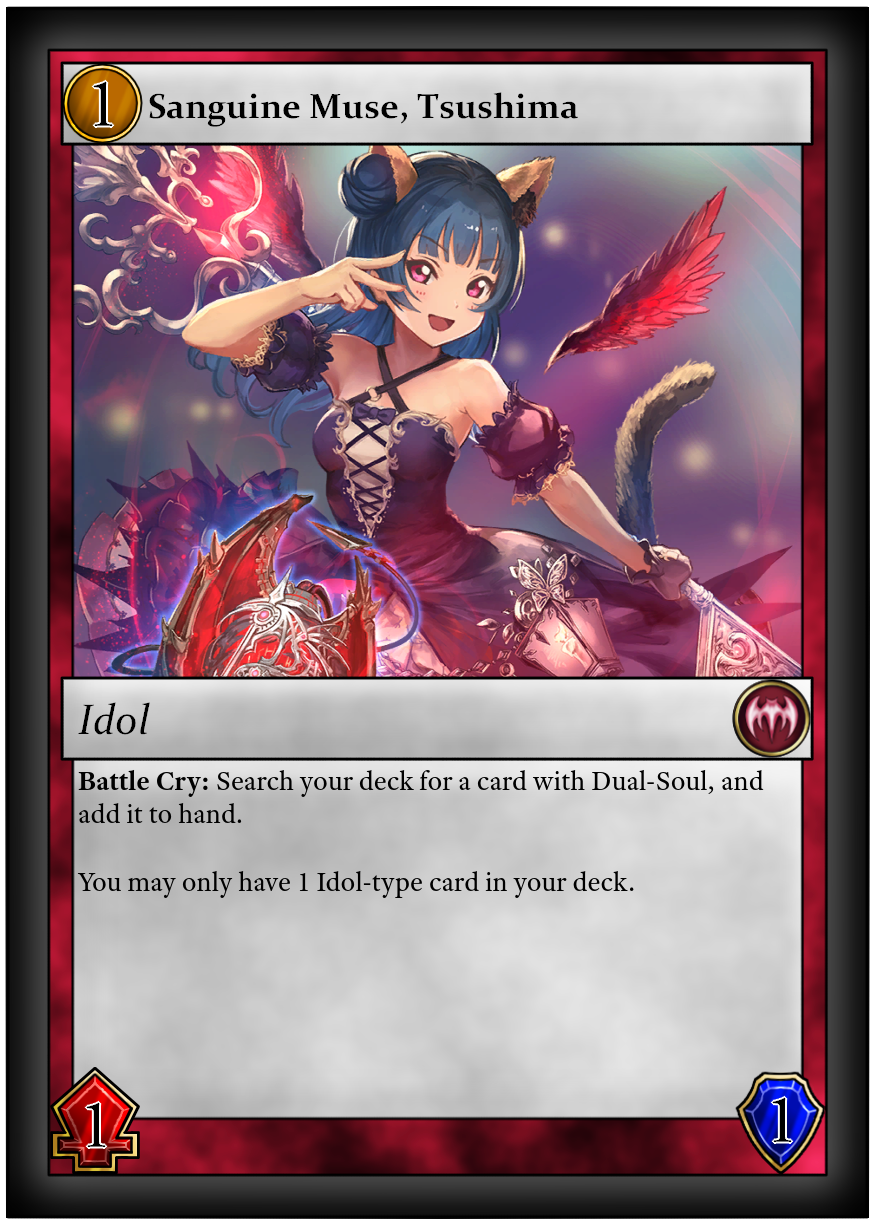 1
Sanguine Muse, Tsushima
Idol
Battle Cry: Search your deck for a card with Dual-Soul, and
add it to hand.
You may only have 1 Idol-type card in your deck.
1
1